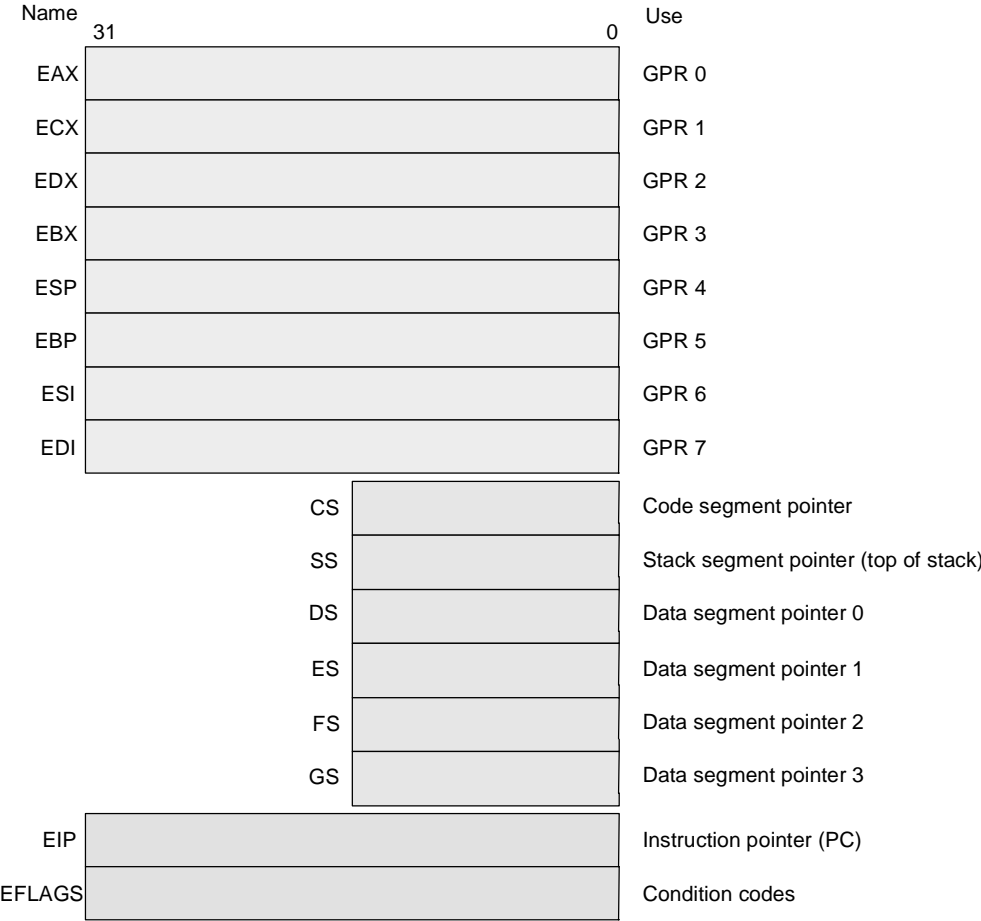 Name 31 0 Use
EAX GPR 0
ECX GPR 1
EDX GPR 2
EBX GPR 3
ESP GPR 4
EBP GPR 5
ESI GPR 6
EDI GPR 7
CS Code segment pointer
SS Stack segment pointer (top of stack)
DS Data segment pointer 0
ES Data segment pointer 1
FS Data segment pointer 2
GS Data segment pointer 3
EIP Instruction pointer (PC)
EFLAGS Condition codes